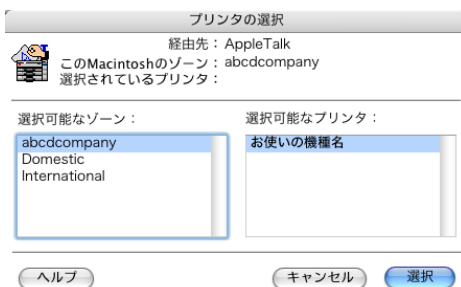 プリンタの選択
経由先：AppleTalk
このMacintoshのゾーン：abcdcompany
選択されているプリンタ：
選択可能なゾーン：
abcdcompany
Domestic
International
選択可能なプリンタ：
お使いの機種名
ヘルプ
キャンセル
選択